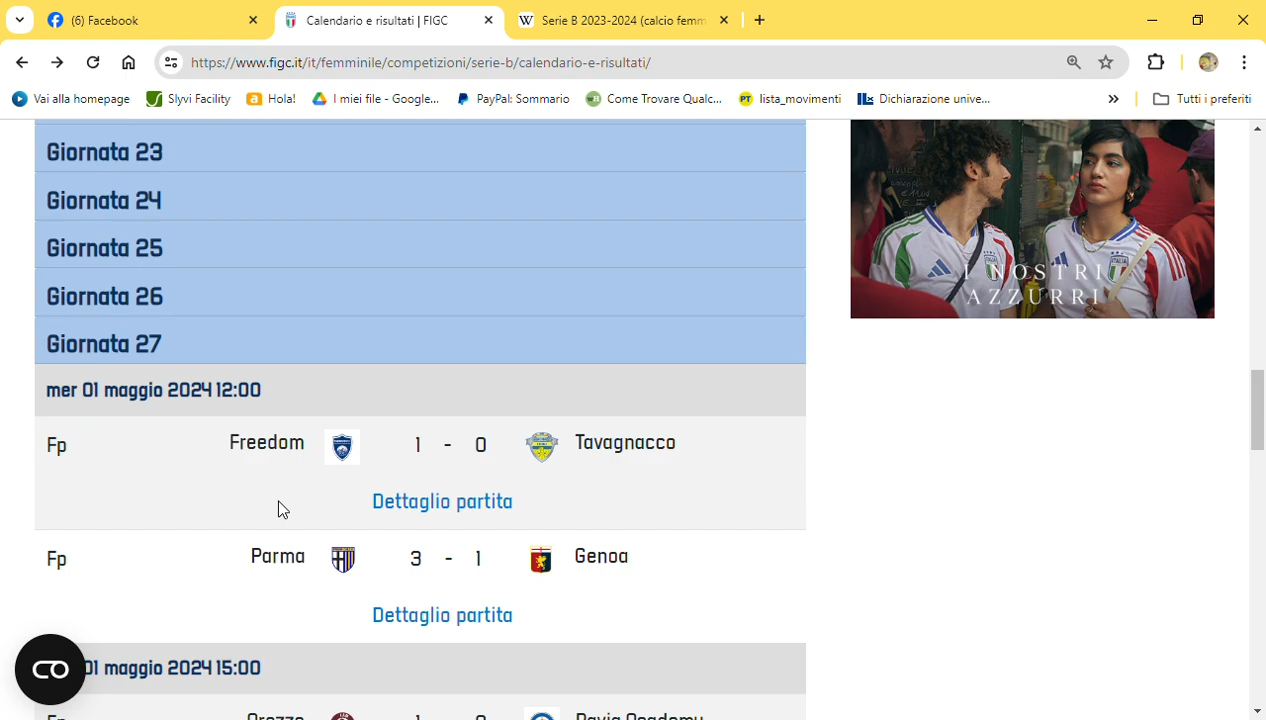 (6) Facebook
Calendario e risultati | FIGC
Serie B 2023-2024 (calcio femm
https://www.figc.it/it/femminile/competizioni/serie-b/calendario-e-risultati/
Vai alla homepage
Slyvi Facility
Hola!
I miei file - Google...
PayPal: Sommario
Come Trovare Qualc...
lista_movimenti
Dichiarazione unive...
Tutti i preferiti
Giornata 23
Giornata 24
Giornata 25
Giornata 26
Giornata 27
mer 01 maggio 2024 12:00
Fp Freedom 1 - 0 Tavagnacco
Dettaglio partita
Fp Parma 3 - 1 Genoa
Dettaglio partita
01 maggio 2024 15:00
I NOSTRI
AZZURRI